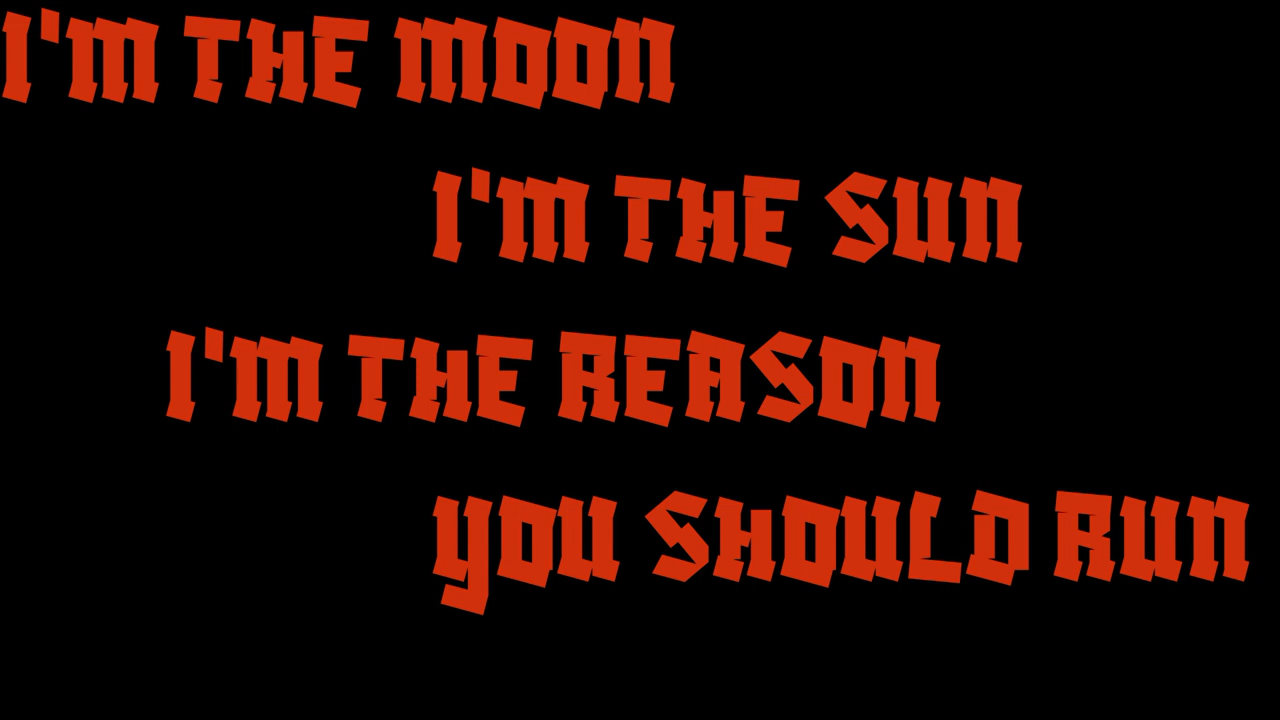 I'M THE MOON
I'M THE SUN
I'M THE REASON
YOU SHOULD RUN